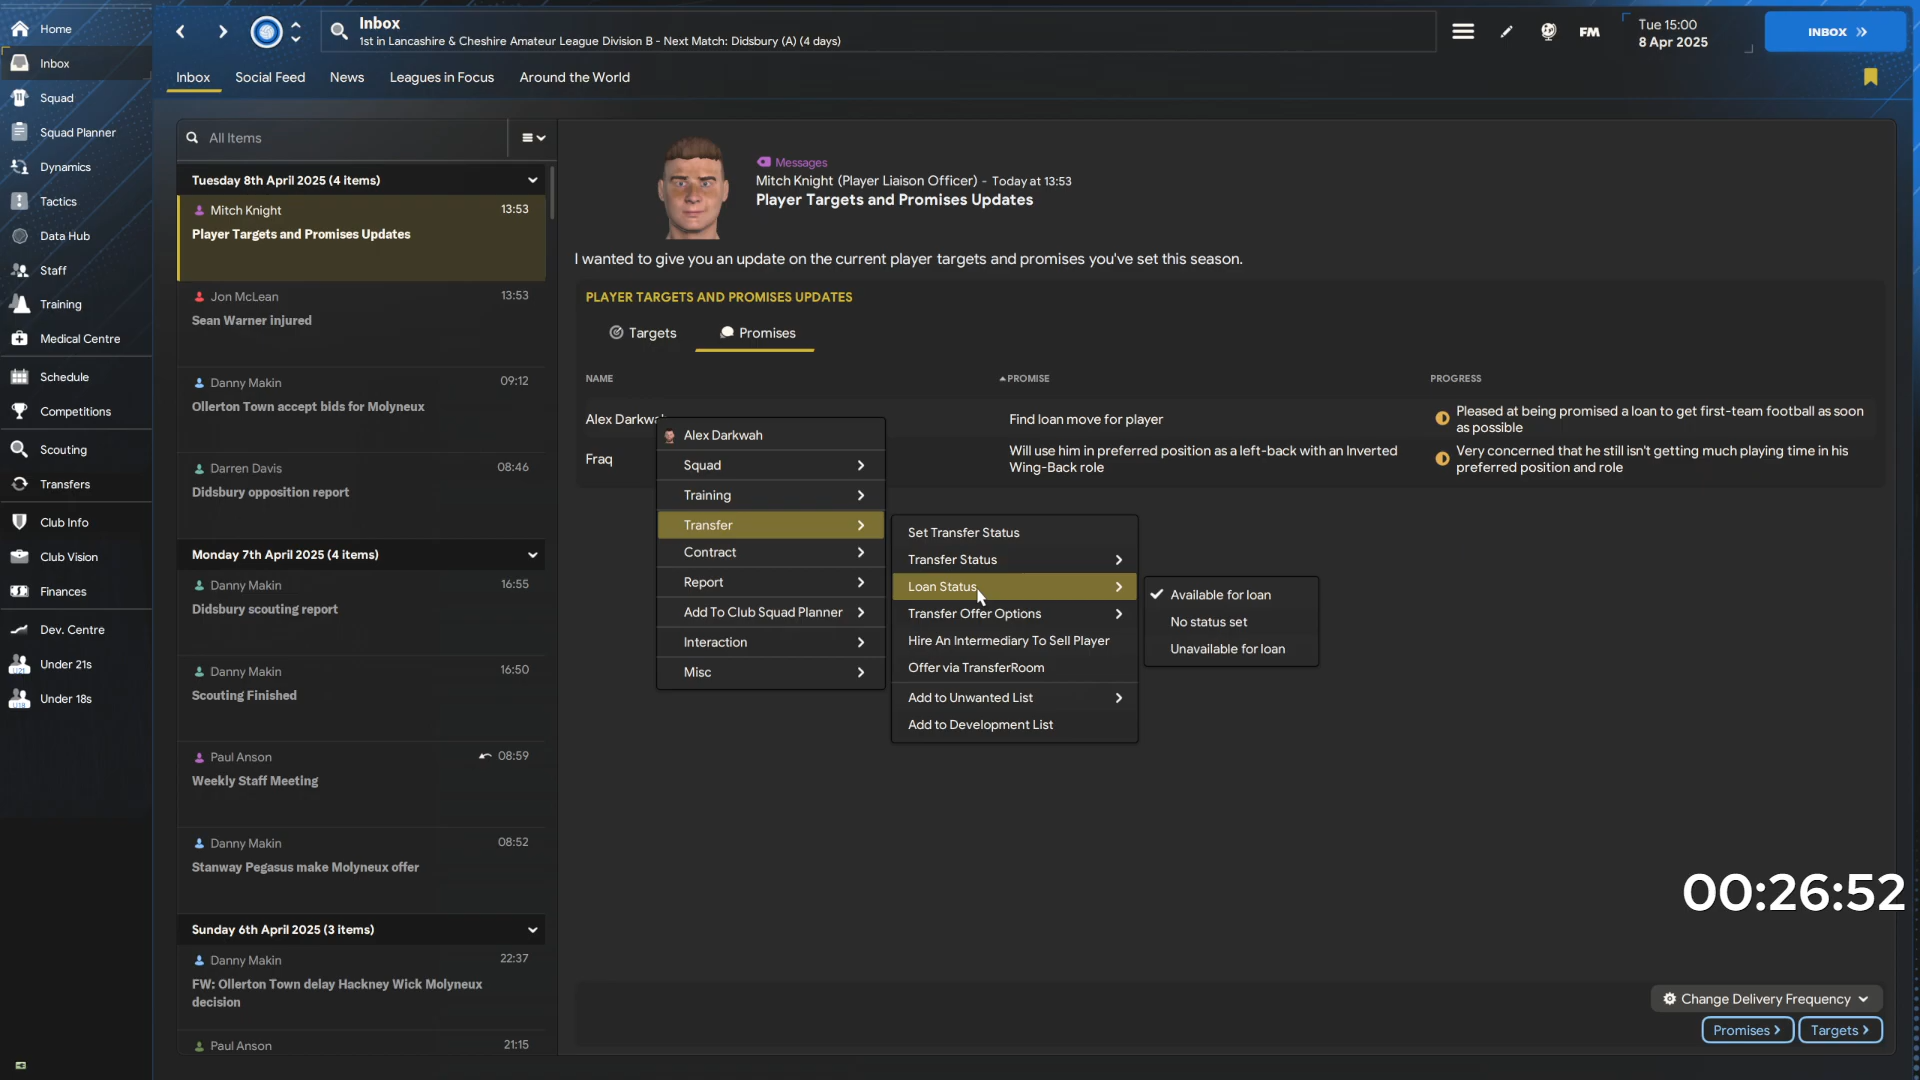 Home
Inbox
Squad
Squad Planner
Dynamics
Tactics
Data Hub
Staff
Training
Medical Centre
Schedule
Competitions
Scouting
Transfers
Club Info
Club Vision
Finances
Dev. Centre
Under 21s
Under 18s
Inbox
1st in Lancashire & Cheshire Amateur League Division B - Next Match: Didsbury (A) (4 days)
FM
Tue 15:00
8 Apr 2025
INBOX
Inbox Social Feed News Leagues in Focus Around the World
All Items
Tuesday 8th April 2025 (4 items)
Mitch Knight 13:53
Player Targets and Promises Updates
Jon McLean 13:53
Sean Warner injured
Danny Makin 09:12
Ollerton Town accept bids for Molyneux
Darren Davis 08:46
Didsbury opposition report
Monday 7th April 2025 (4 items)
Danny Makin 16:55
Didsbury scouting report
Danny Makin 16:50
Scouting Finished
Paul Anson 08:59
Weekly Staff Meeting
Danny Makin 08:52
Stanway Pegasus make Molyneux offer
Sunday 6th April 2025 (3 items)
Danny Makin 22:37
FW: Ollerton Town delay Hackney Wick Molyneux
decision
Paul Anson 21:15
Messages
Mitch Knight (Player Liaison Officer) - Today at 13:53
Player Targets and Promises Updates
I wanted to give you an update on the current player targets and promises you've set this season.
PLAYER TARGETS AND PROMISES UPDATES
Targets Promises
NAME PROMISE PROGRESS
Alex Darkwah Find loan move for player Pleased at being promised a loan to get first-team football as soon
as possible
Fraq Will use him in preferred position as a left-back with an Inverted
Wing-Back role
Very concerned that he still isn't getting much playing time in his
preferred position and role
Alex Darkwah
Squad
Training
Transfer
Contract
Report
Add To Club Squad Planner
Interaction
Misc
Set Transfer Status
Transfer Status
Loan Status
Transfer Offer Options
Hire An Intermediary To Sell Player
Offer via TransferRoom
Add to Unwanted List
Add to Development List
Available for loan
No status set
Unavailable for loan
00:26:52
Change Delivery Frequency
Promises Targets